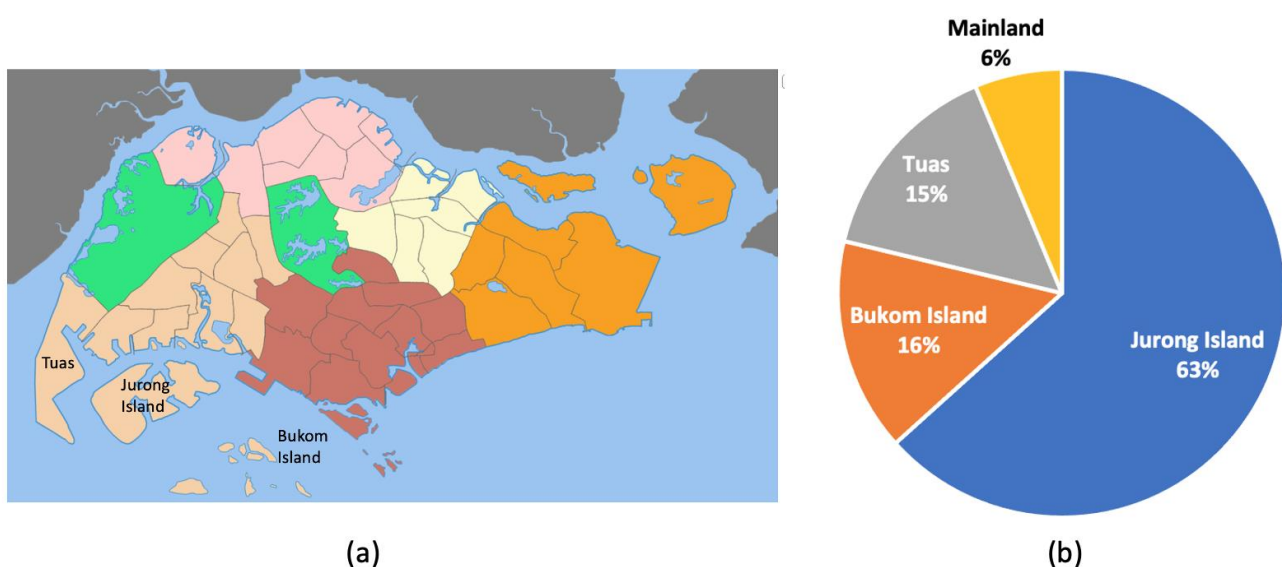 Tuas
Jurong
Island
Bukom
Island
(a)
Mainland
6%
Tuas
15%
Bukom Island
16%
Jurong Island
63%
(b)